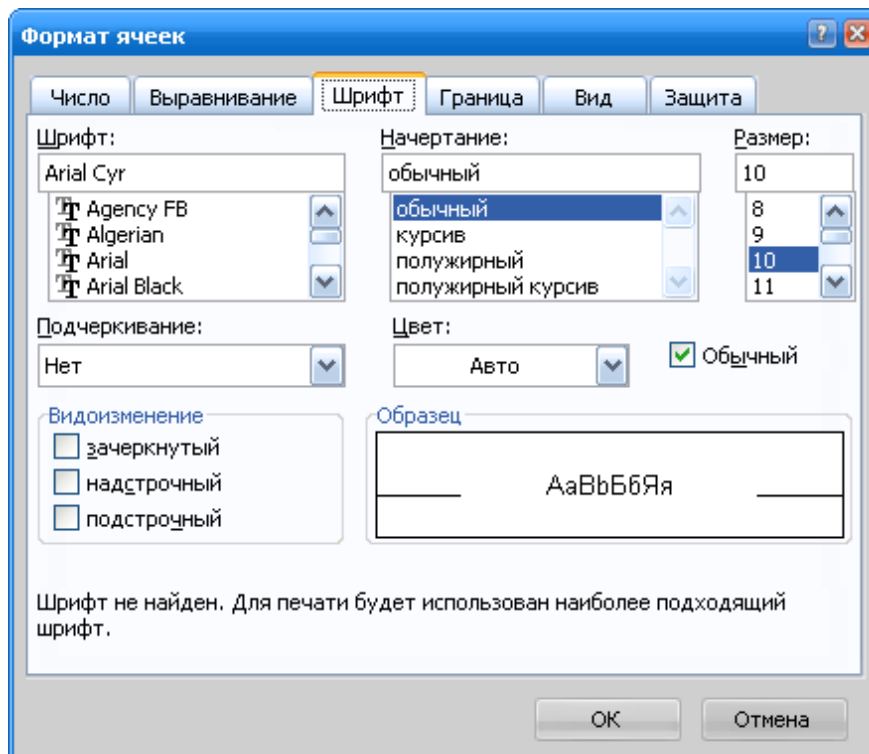 Формат ячеек
Число Выравнивание Шрифт Граница Вид Защита
Шрифт: Начертание: Размер:
Arial Cyr обычный 10
Agency FB обычный 8
Algerian курсив 9
Arial полужирный 10
Arial Black полужирный курсив 11
Подчеркивание: Цвет:
Нет Авто Обычный
Видоизменение Образец
зачеркнутый
надстрочный АаВbБбЯя
подстрочный
Шрифт не найден. Для печати будет использован наиболее подходящий
шрифт.
ОК Отмена